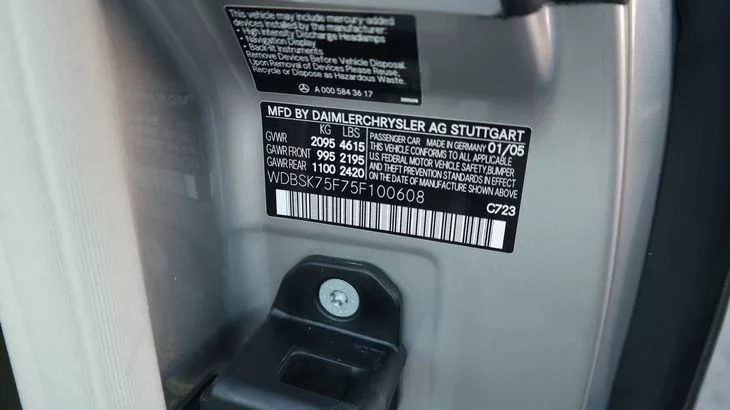 This vehicle may include mercury-added
devices installed by the manufacturer:
- High Intensity Discharge Headlamps
- Navigation Display
- Back-lit Instruments
Remove Devices Before Vehicle Disposal.
Upon Removal of Devices Please Reuse,
Recycle or Dispose as Hazardous Waste.
A 000 584 36 17
MFD BY DAIMLERCHRYSLER AG STUTTGART
KG LBS
GVWR 2095 4615
GAWR FRONT 995 2195
GAWR REAR 1100 2420
PASSENGER CAR MADE IN GERMANY 01/05
THIS VEHICLE CONFORMS TO ALL APPLICABLE
U.S. FEDERAL MOTOR VEHICLE SAFETY, BUMPER
AND THEFT PREVENTION STANDARDS IN EFFECT ON THE
DATE OF MANUFACTURE SHOWN ABOVE
WDBSK75F75F100608
C723